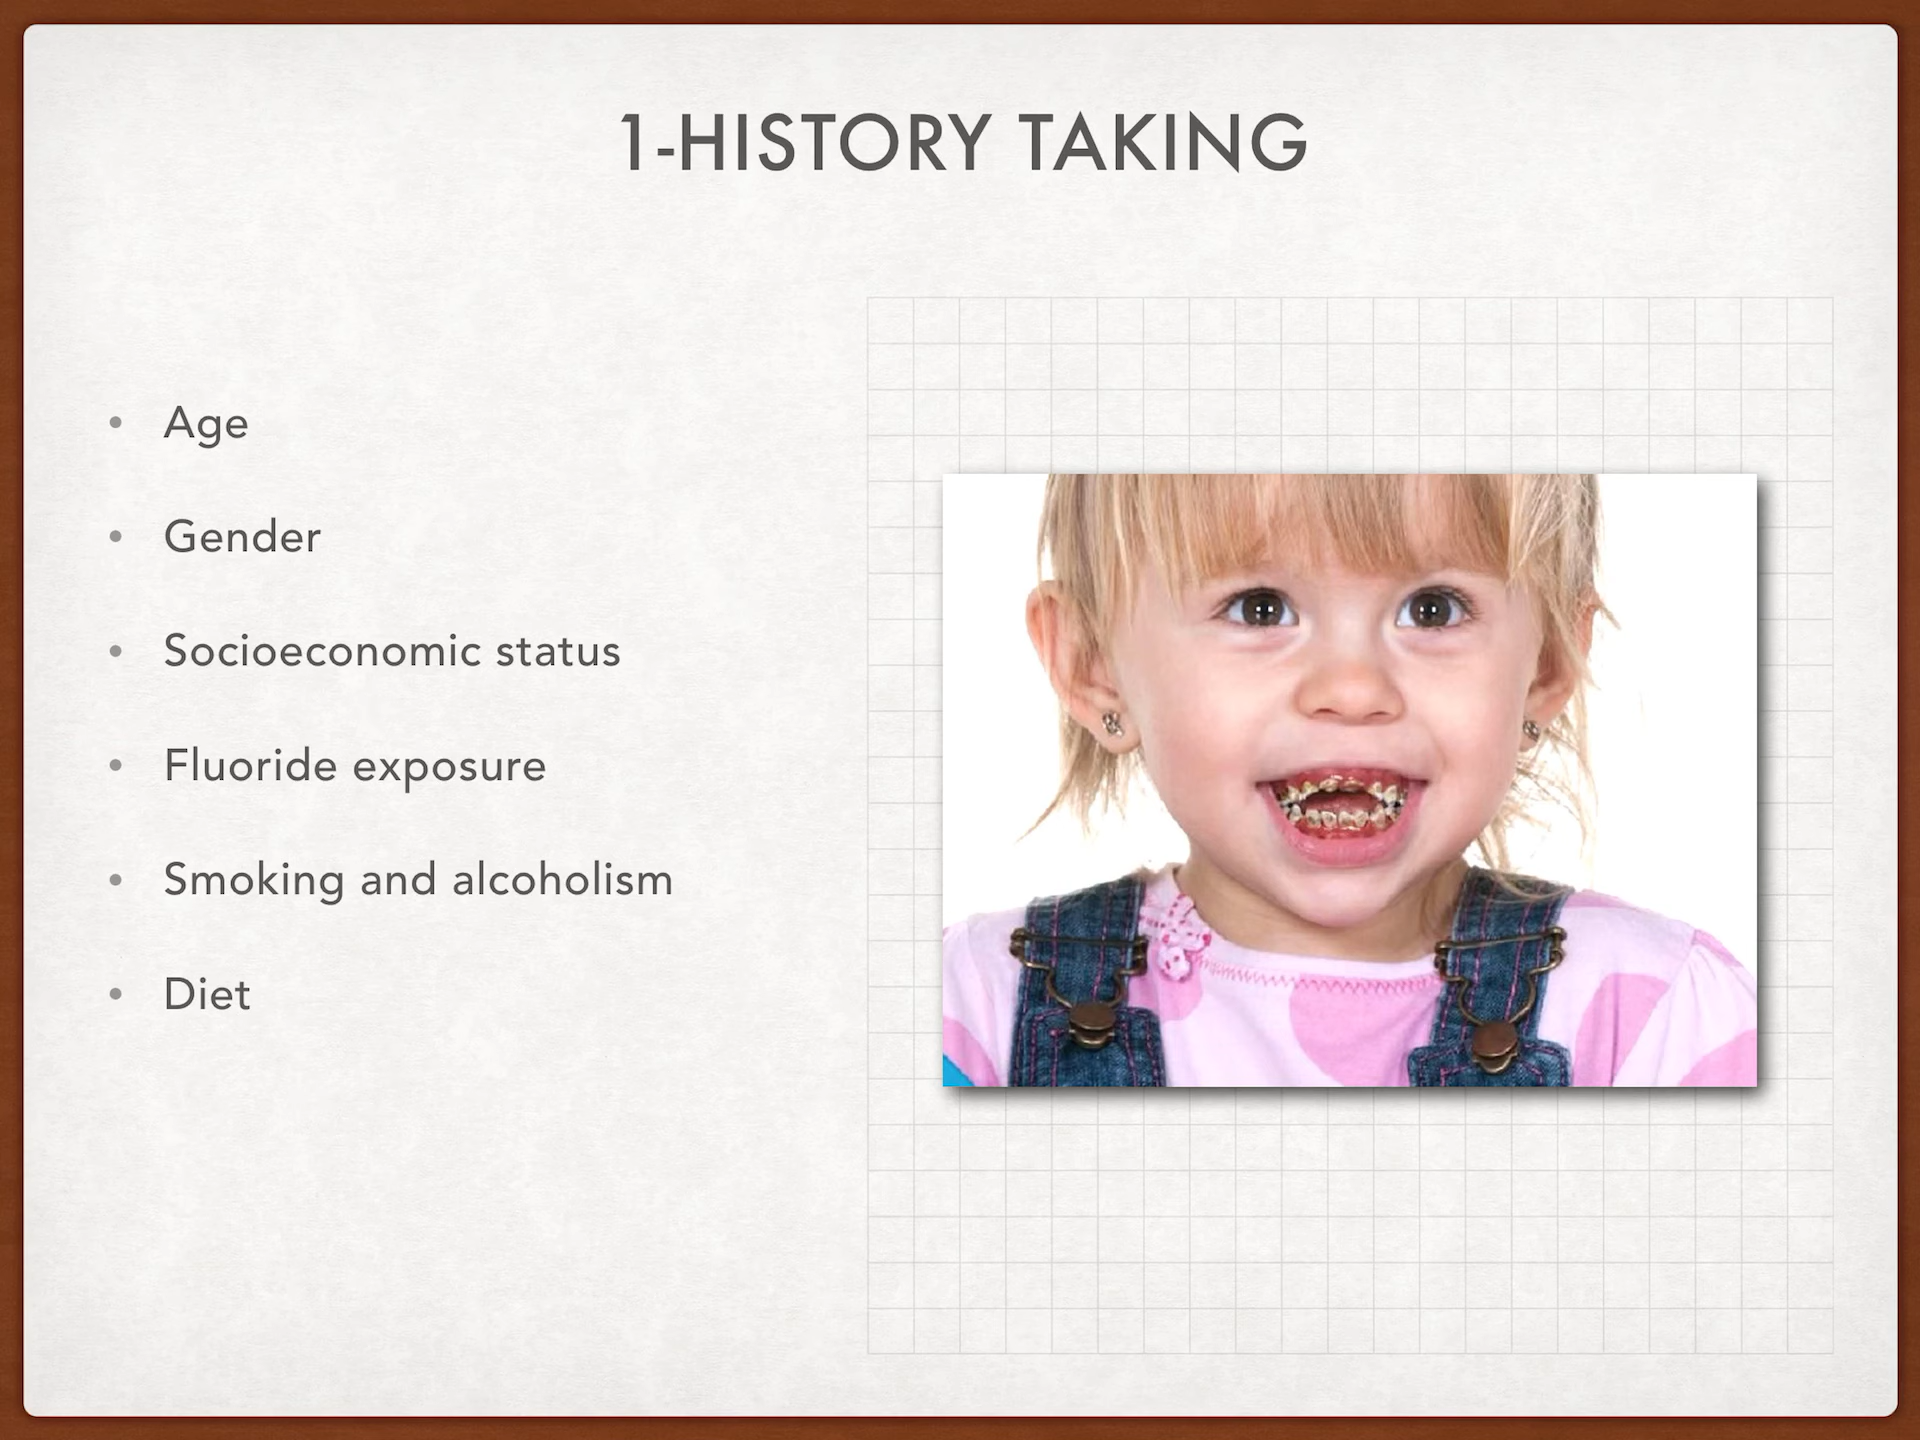 1-HISTORY TAKING
• Age
• Gender
• Socioeconomic status
• Fluoride exposure
• Smoking and alcoholism
• Diet